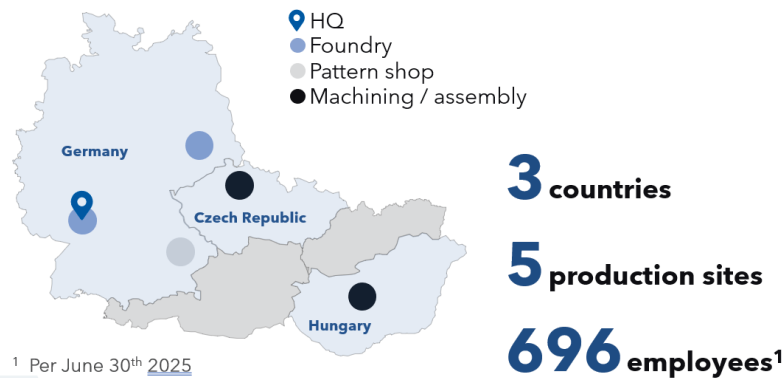 HQ
Foundry
Pattern shop
Machining / assembly
Germany
Czech Republic
Hungary
3 countries
5 production sites
696 employees¹
¹ Per June 30th 2025